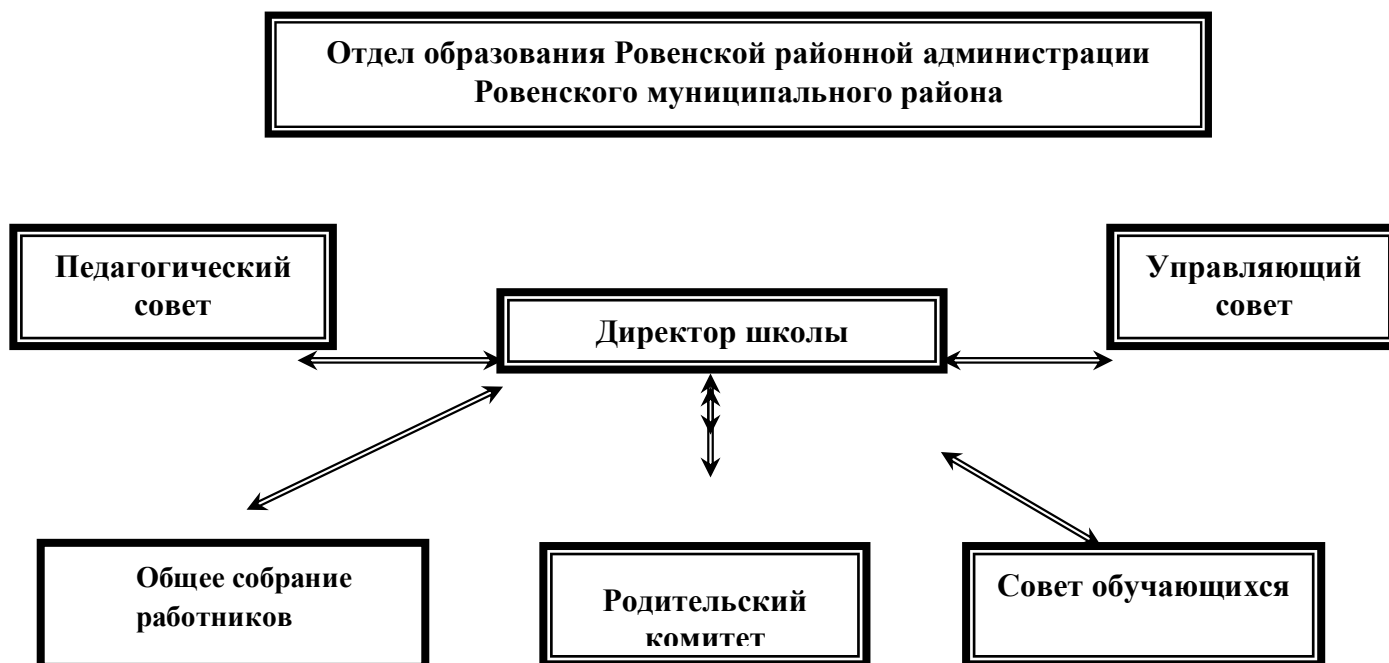 Отдел образования Ровенской районной администрации
Ровенского муниципального района
Педагогический
совет
Управляющий
совет
Директор школы
Общее собрание
работников
Родительский
комитет
Совет обучающихся